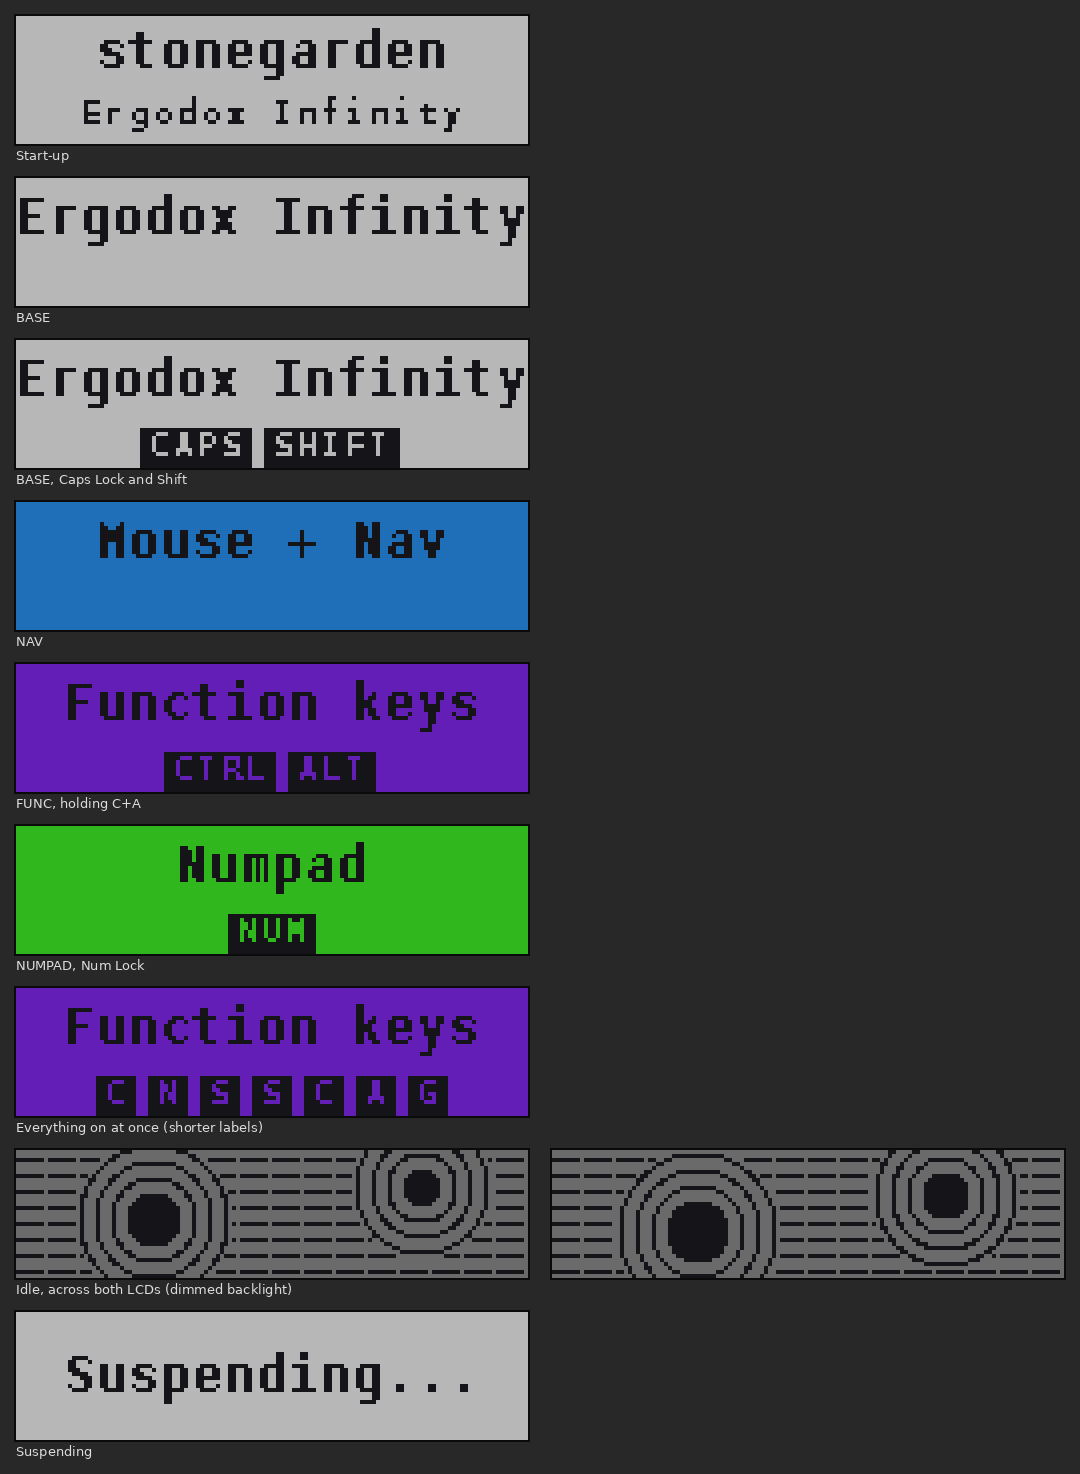 stonegarden
Ergodox Infinity
Start-up
Ergodox Infinity
BASE
Ergodox Infinity
CAPS SHIFT
BASE, Caps Lock and Shift
Mouse + Nav
NAV
Function keys
CTRL ALT
FUNC, holding C+A
Numpad
NUM
NUMPAD, Num Lock
Function keys
C N S S C A G
Everything on at once (shorter labels)
Idle, across both LCDs (dimmed backlight)
Suspending...
Suspending